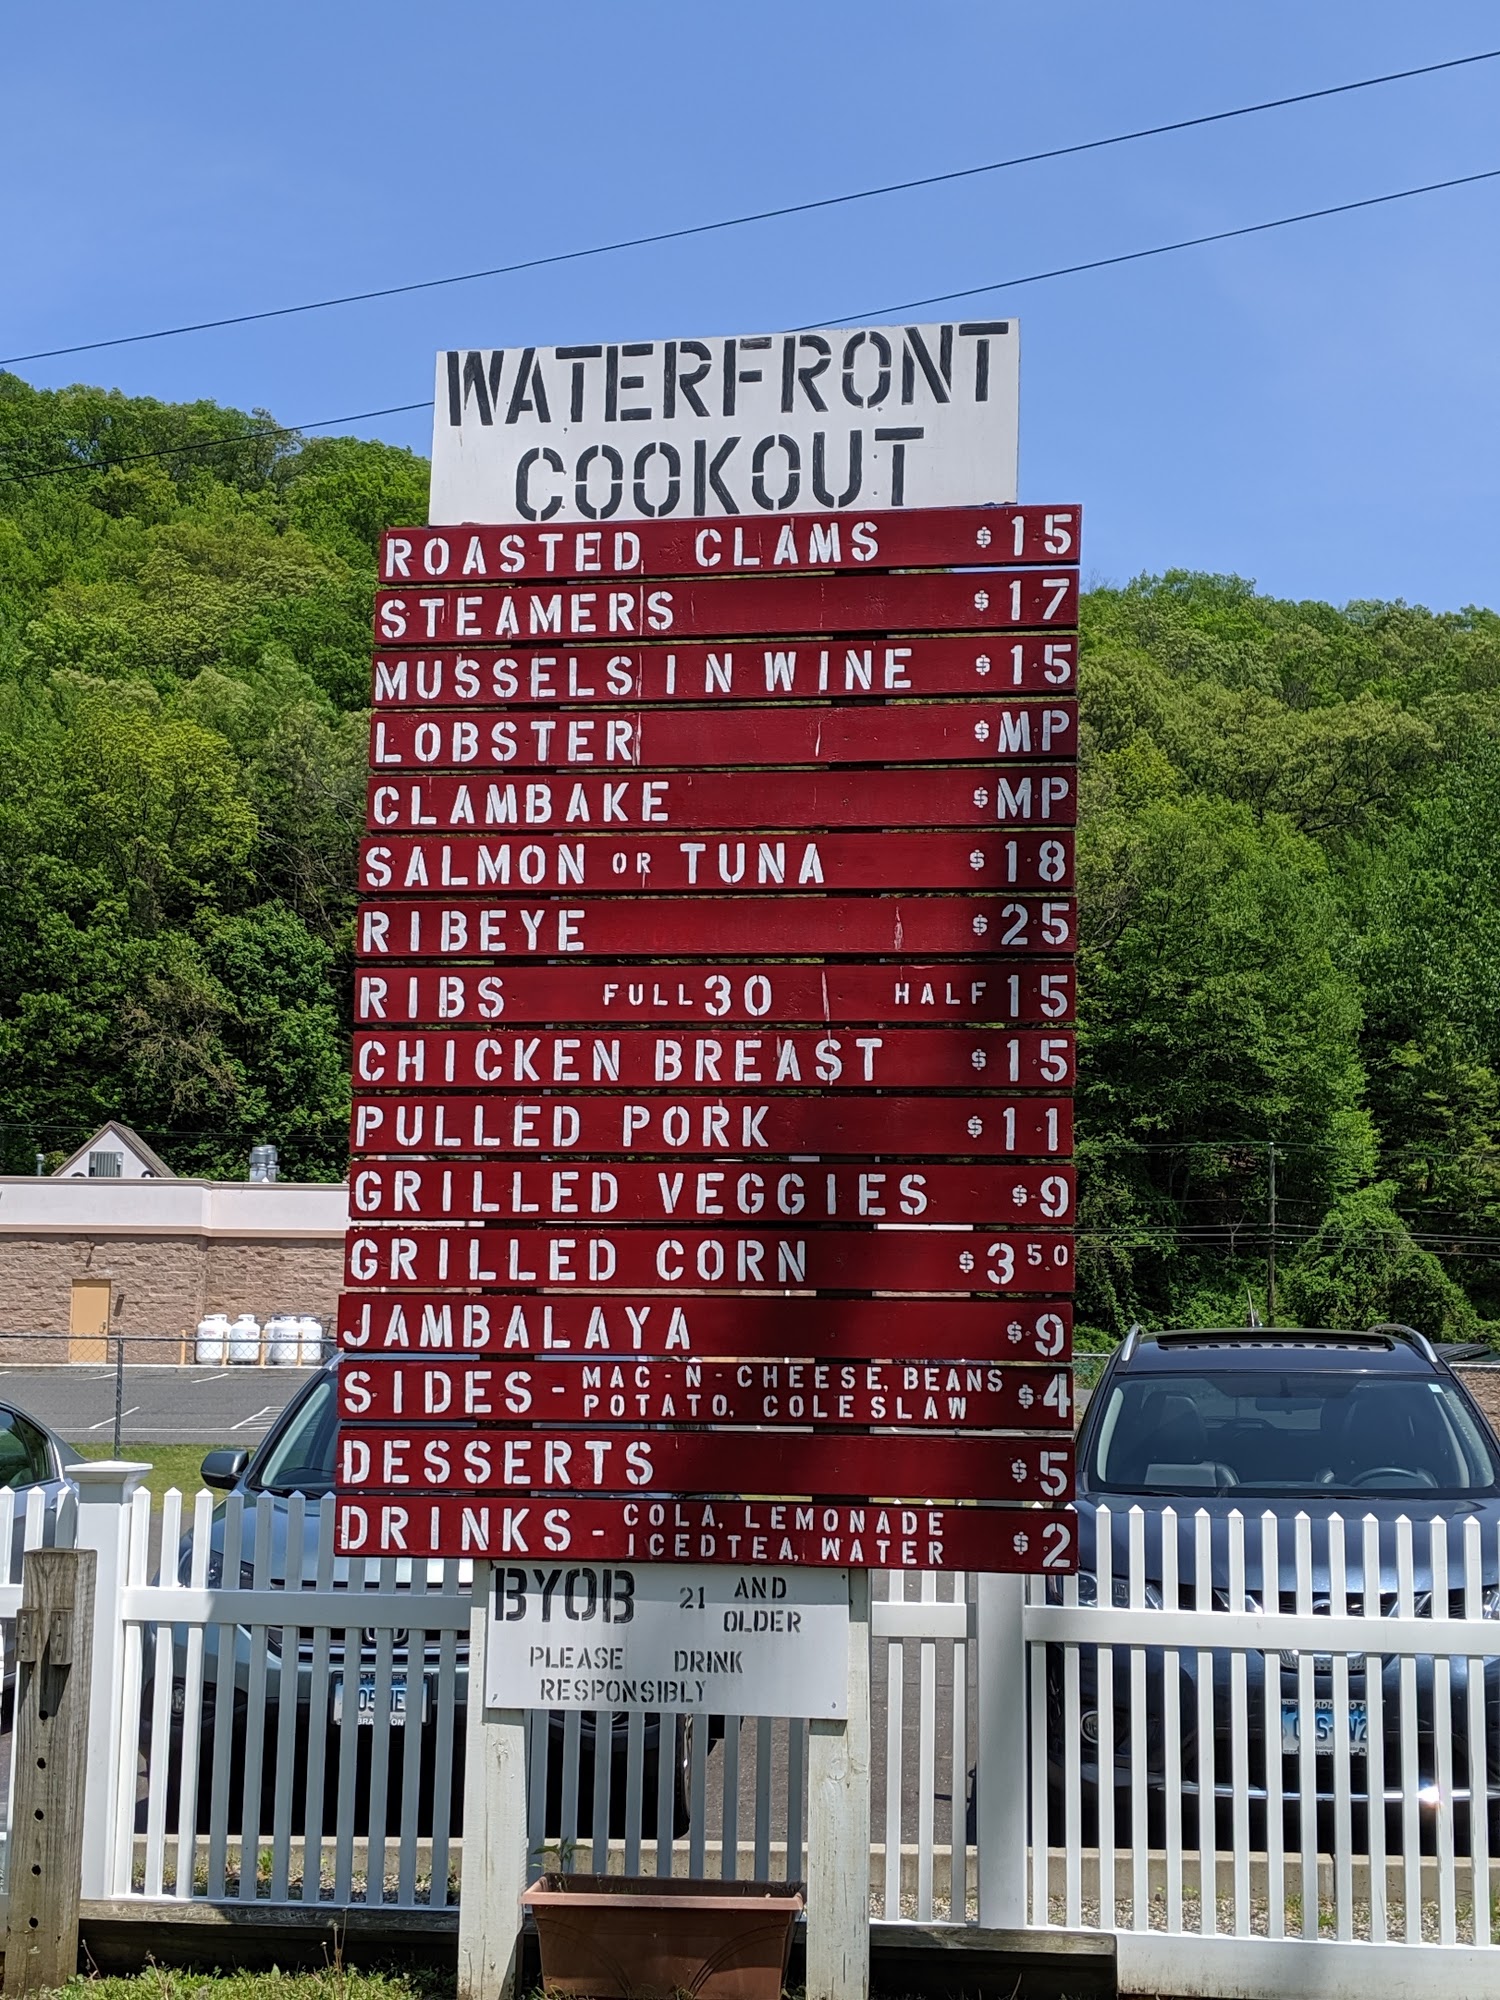 WATERFRONT
COOKOUT
ROASTED CLAMS $15
STEAMERS $17
MUSSELS IN WINE $15
LOBSTER $MP
CLAMBAKE $MP
SALMON OR TUNA $18
RIBEYE $25
RIBS FULL 30 HALF 15
CHICKEN BREAST $15
PULLED PORK $11
GRILLED VEGGIES $9
GRILLED CORN $3 50
JAMBALAYA $9
SIDES - MAC-N-CHEESE, BEANS
POTATO, COLESLAW $4
DESSERTS $5
DRINKS - COLA, LEMONADE
ICEDTEA, WATER $2
BYOB 21 AND
OLDER
PLEASE DRINK
RESPONSIBLY